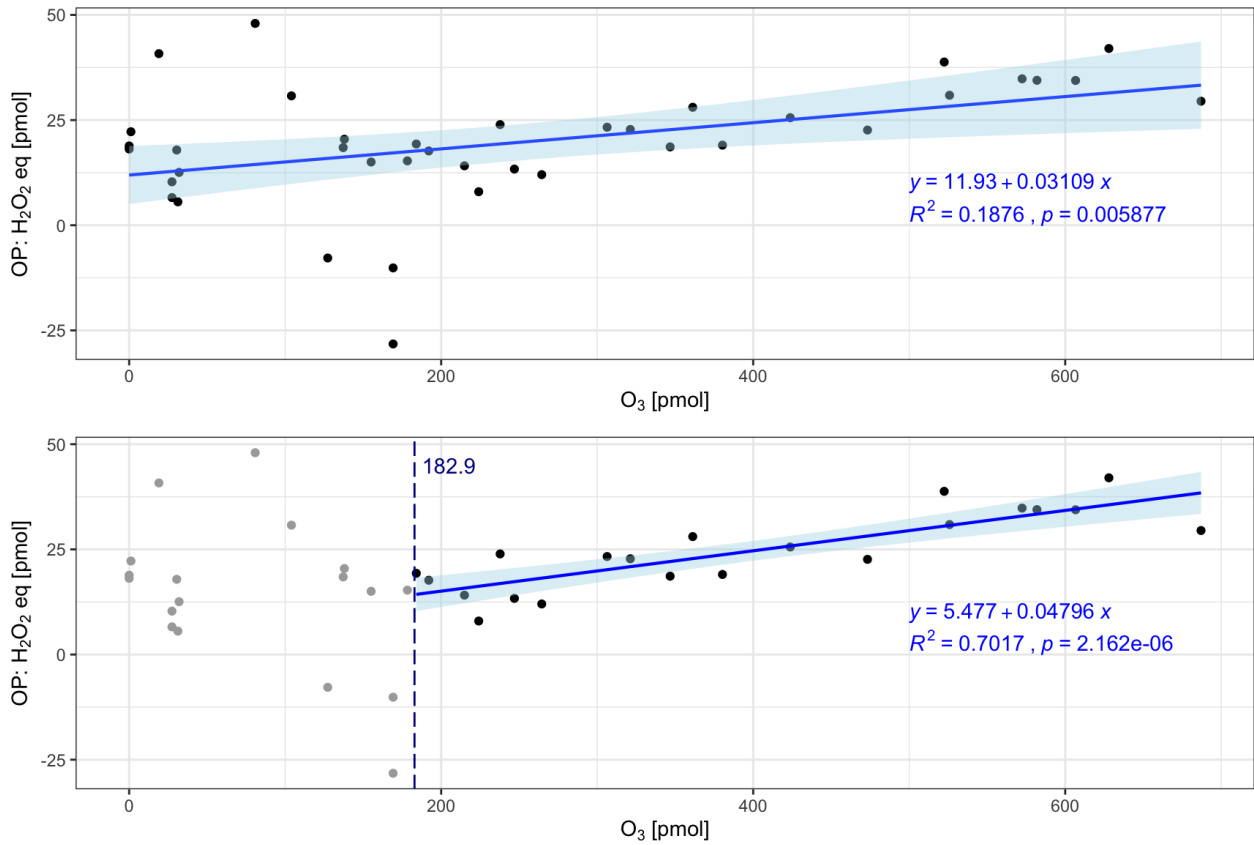 50
25
0
-25
OP: H₂O₂ eq [pmol]
y = 11.93 + 0.03109 x
R² = 0.1876 , p = 0.005877
0 200 400 600
O₃ [pmol]
50
25
0
-25
OP: H₂O₂ eq [pmol]
182.9
y = 5.477 + 0.04796 x
R² = 0.7017 , p = 2.162e-06
0 200 400 600
O₃ [pmol]